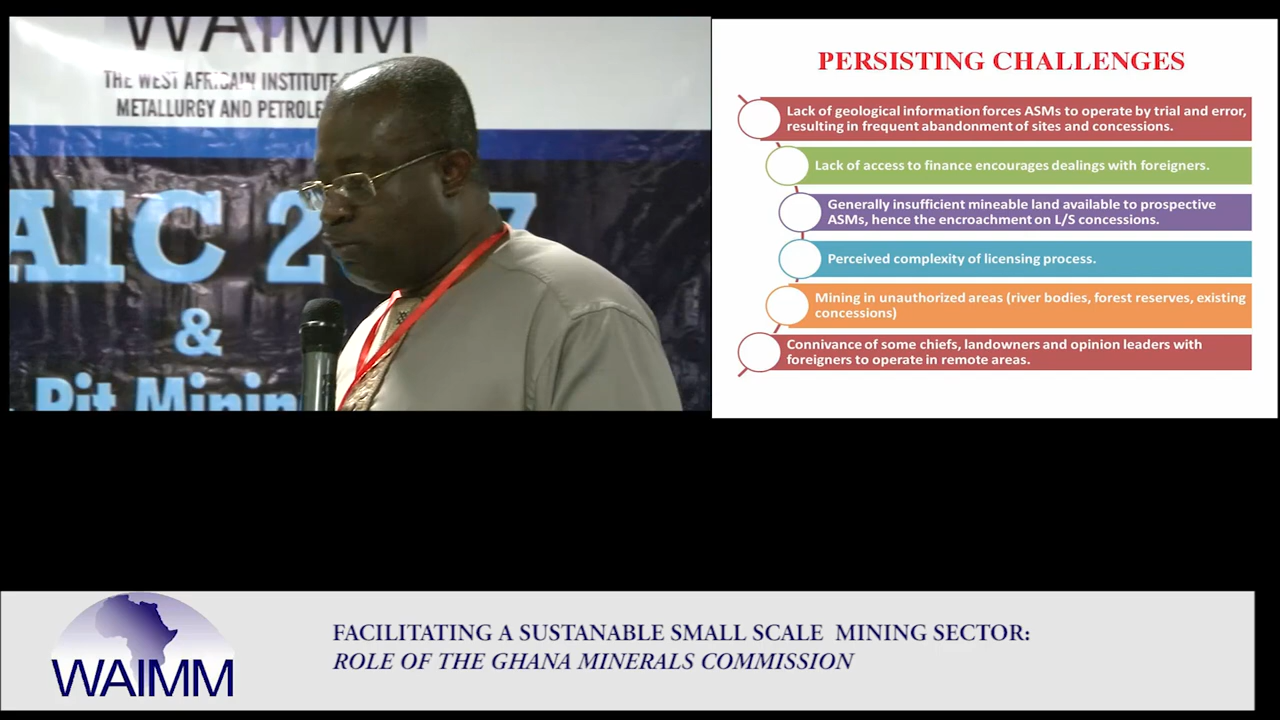 WAIMM
THE WEST AFRICAIN INSTITUTE
METALLURGY AND
AIC 2
7
&
Pit
PERSISTING CHALLENGES
Lack of geological information forces ASMs to operate by trial and error,
resulting in frequent abandonment of sites and concessions.
Lack of access to finance encourages dealings with foreigners.
Generally insufficient mineable land available to prospective
ASMs, hence the encroachment on L/S concessions.
Perceived complexity of licensing process.
Mining in unauthorized areas (river bodies, forest reserves, existing
concessions)
Connivance of some chiefs, landowners and opinion leaders with
foreigners to operate in remote areas.
WAIMM
FACILITATING A SUSTANABLE SMALL SCALE MINING SECTOR:
ROLE OF THE GHANA MINERALS COMMISSION